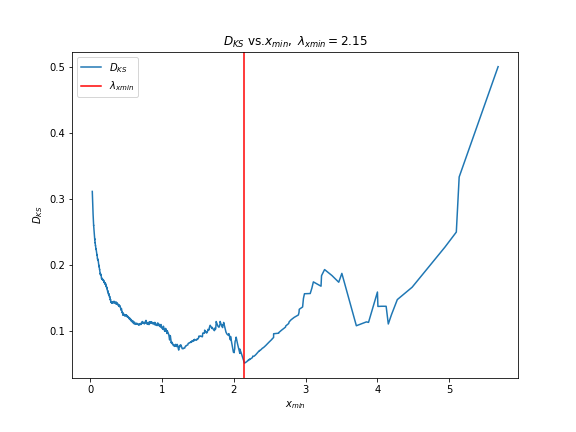 D_KS vs.x_min, λ_xmin = 2.15
D_KS
λ_xmin
0.5
0.4
0.3
0.2
0.1
D_KS
0 1 2 3 4 5
x_min